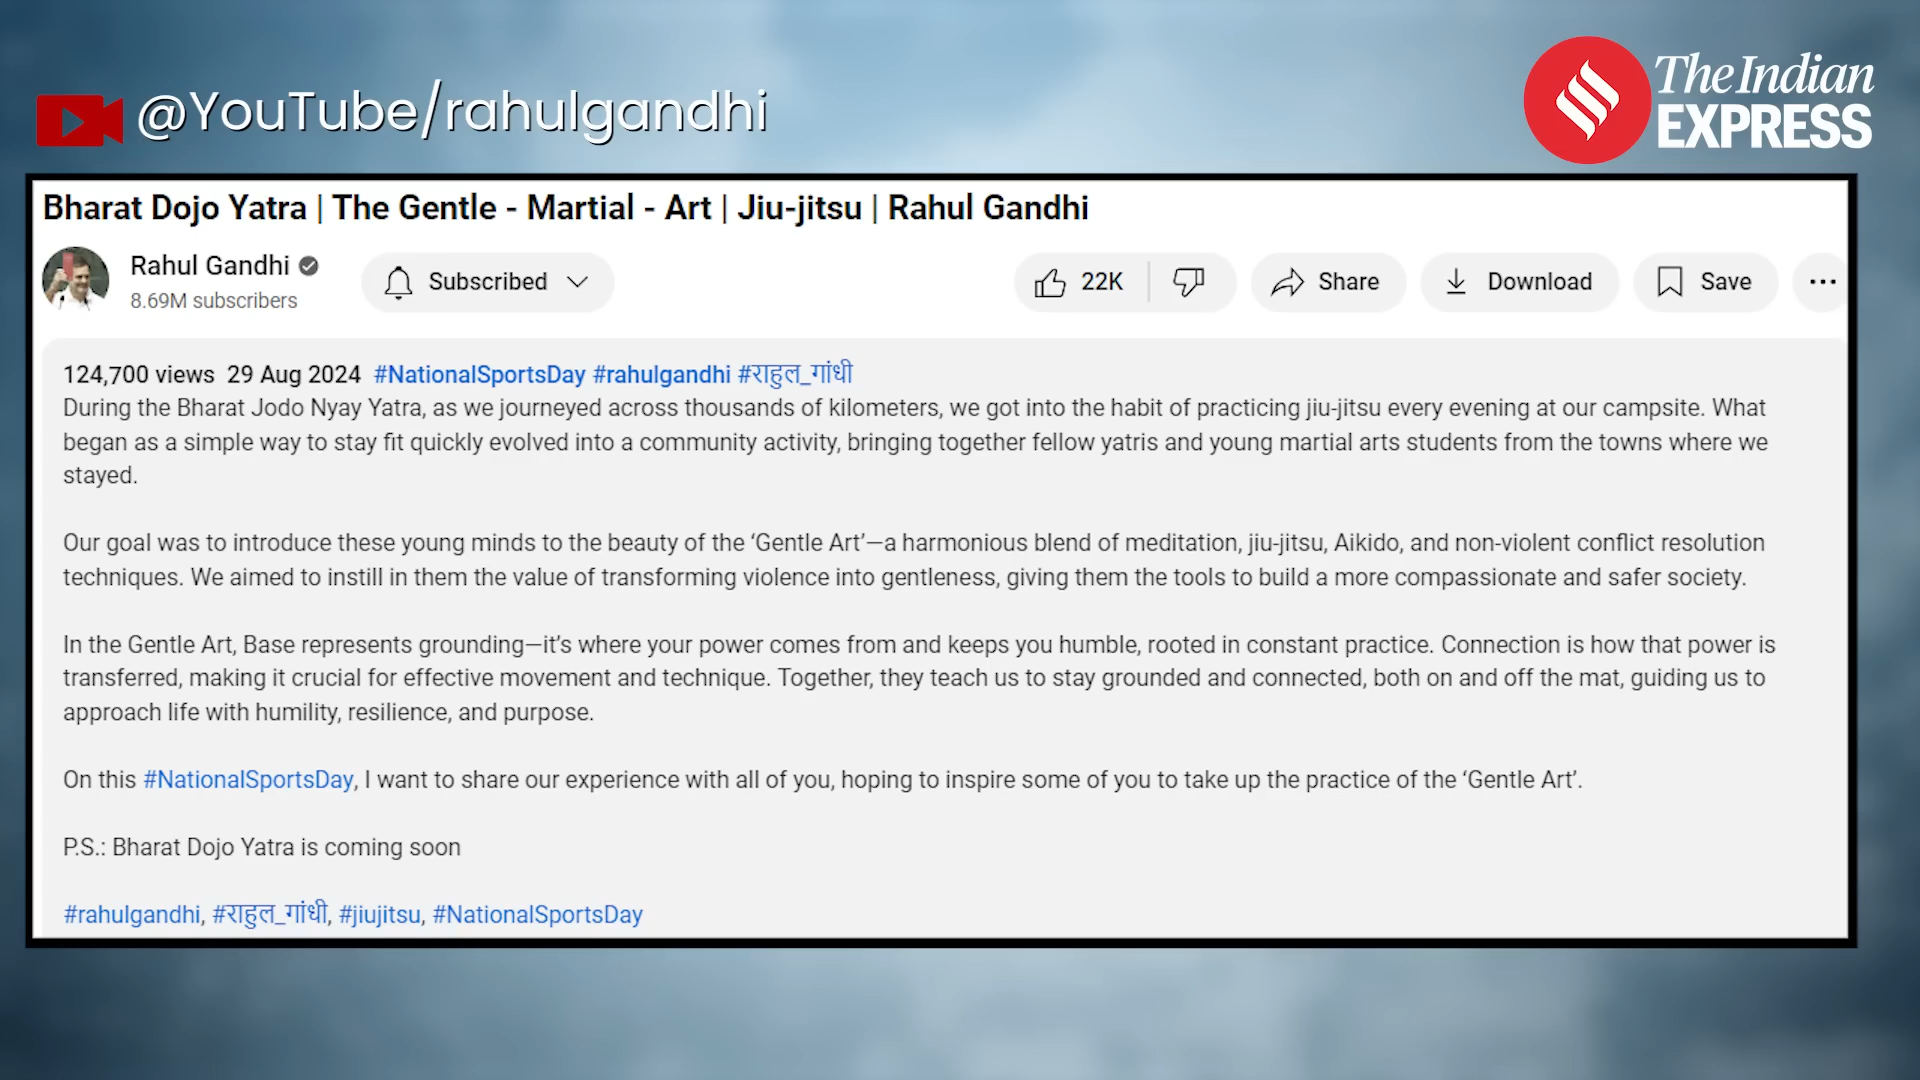 @YouTube/rahulgandhi
The Indian
EXPRESS
Bharat Dojo Yatra | The Gentle - Martial - Art | Jiu-jitsu | Rahul Gandhi
Rahul Gandhi
8.69M subscribers
Subscribed
22K
Share
Download
Save
124,700 views 29 Aug 2024 #NationalSportsDay #rahulgandhi #राहुल_गांधी
During the Bharat Jodo Nyay Yatra, as we journeyed across thousands of kilometers, we got into the habit of practicing jiu-jitsu every evening at our campsite. What
began as a simple way to stay fit quickly evolved into a community activity, bringing together fellow yatris and young martial arts students from the towns where we
stayed.
Our goal was to introduce these young minds to the beauty of the ‘Gentle Art’—a harmonious blend of meditation, jiu-jitsu, Aikido, and non-violent conflict resolution
techniques. We aimed to instill in them the value of transforming violence into gentleness, giving them the tools to build a more compassionate and safer society.
In the Gentle Art, Base represents grounding—it’s where your power comes from and keeps you humble, rooted in constant practice. Connection is how that power is
transferred, making it crucial for effective movement and technique. Together, they teach us to stay grounded and connected, both on and off the mat, guiding us to
approach life with humility, resilience, and purpose.
On this #NationalSportsDay, I want to share our experience with all of you, hoping to inspire some of you to take up the practice of the ‘Gentle Art’.
P.S.: Bharat Dojo Yatra is coming soon
#rahulgandhi, #राहुल_गांधी, #jiujitsu, #NationalSportsDay